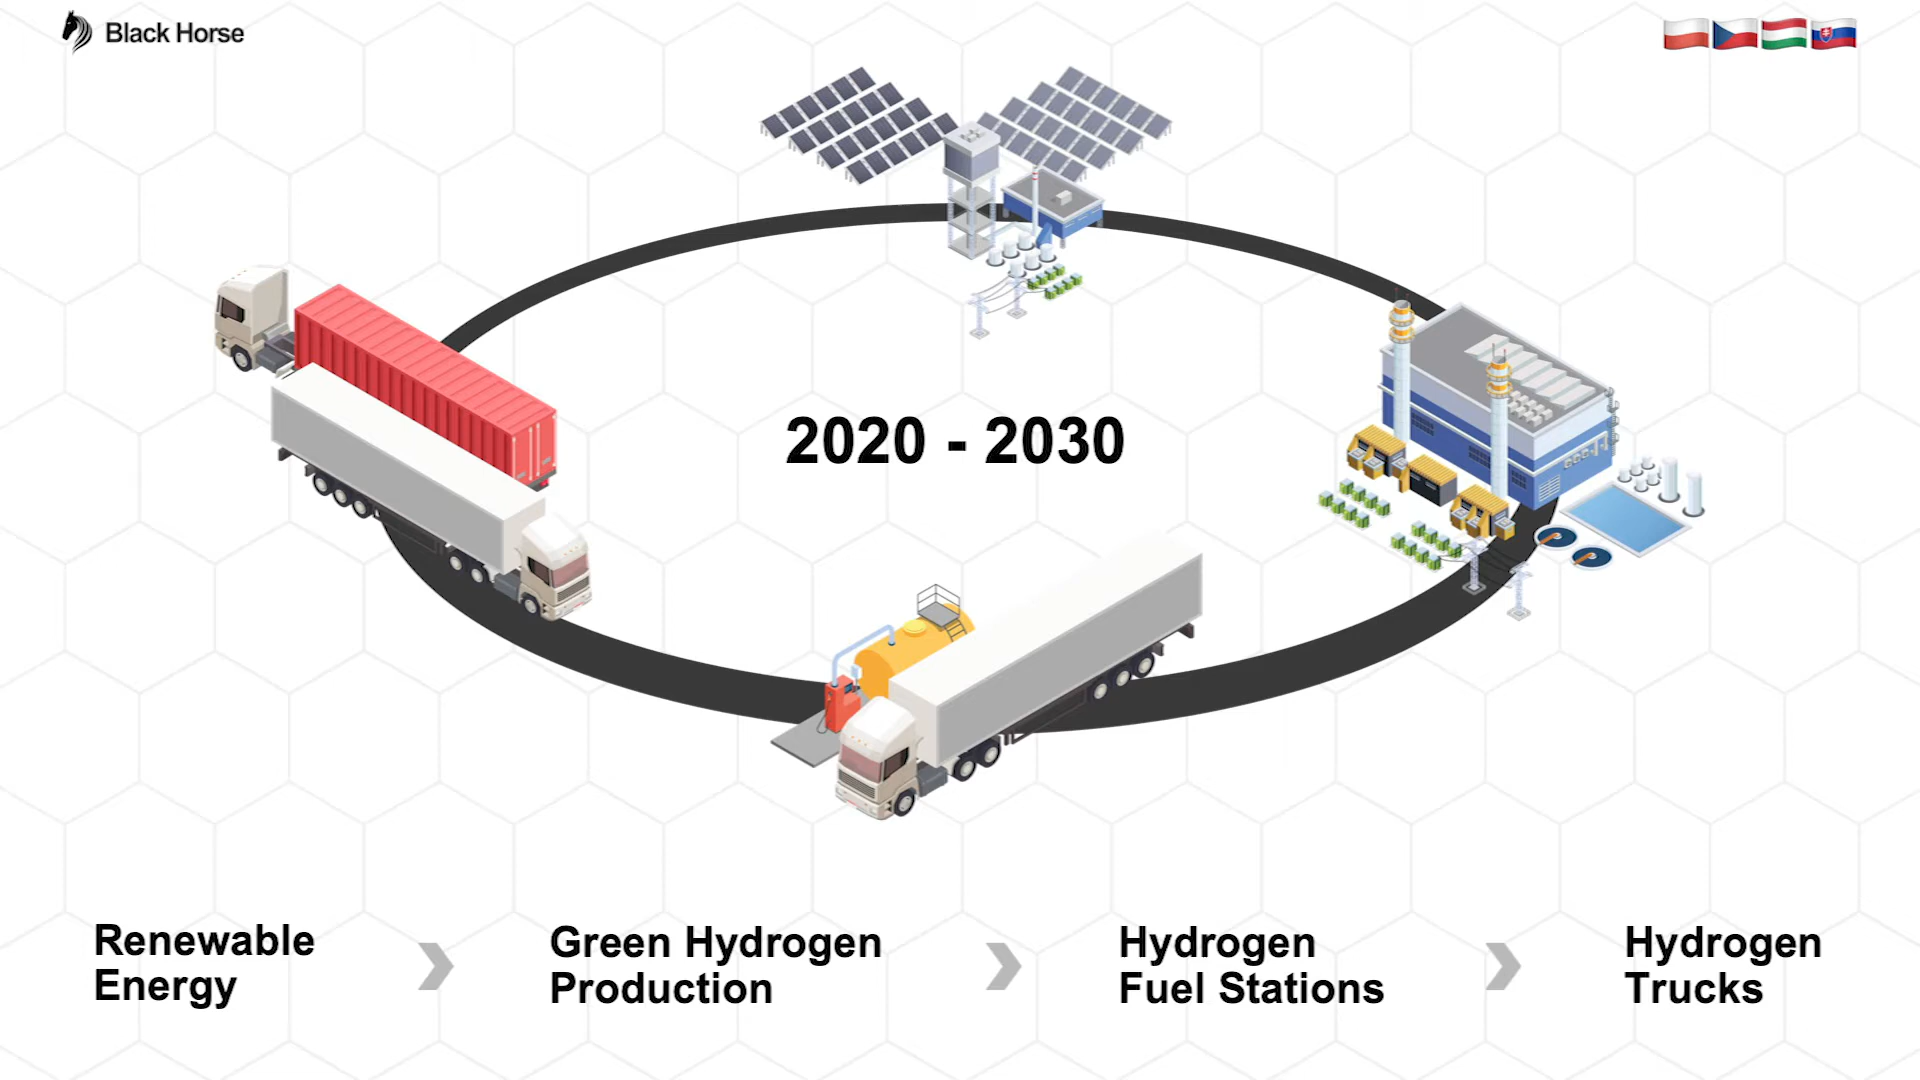 Black Horse
2020 - 2030
Renewable
Energy
Green Hydrogen
Production
Hydrogen
Fuel Stations
Hydrogen
Trucks